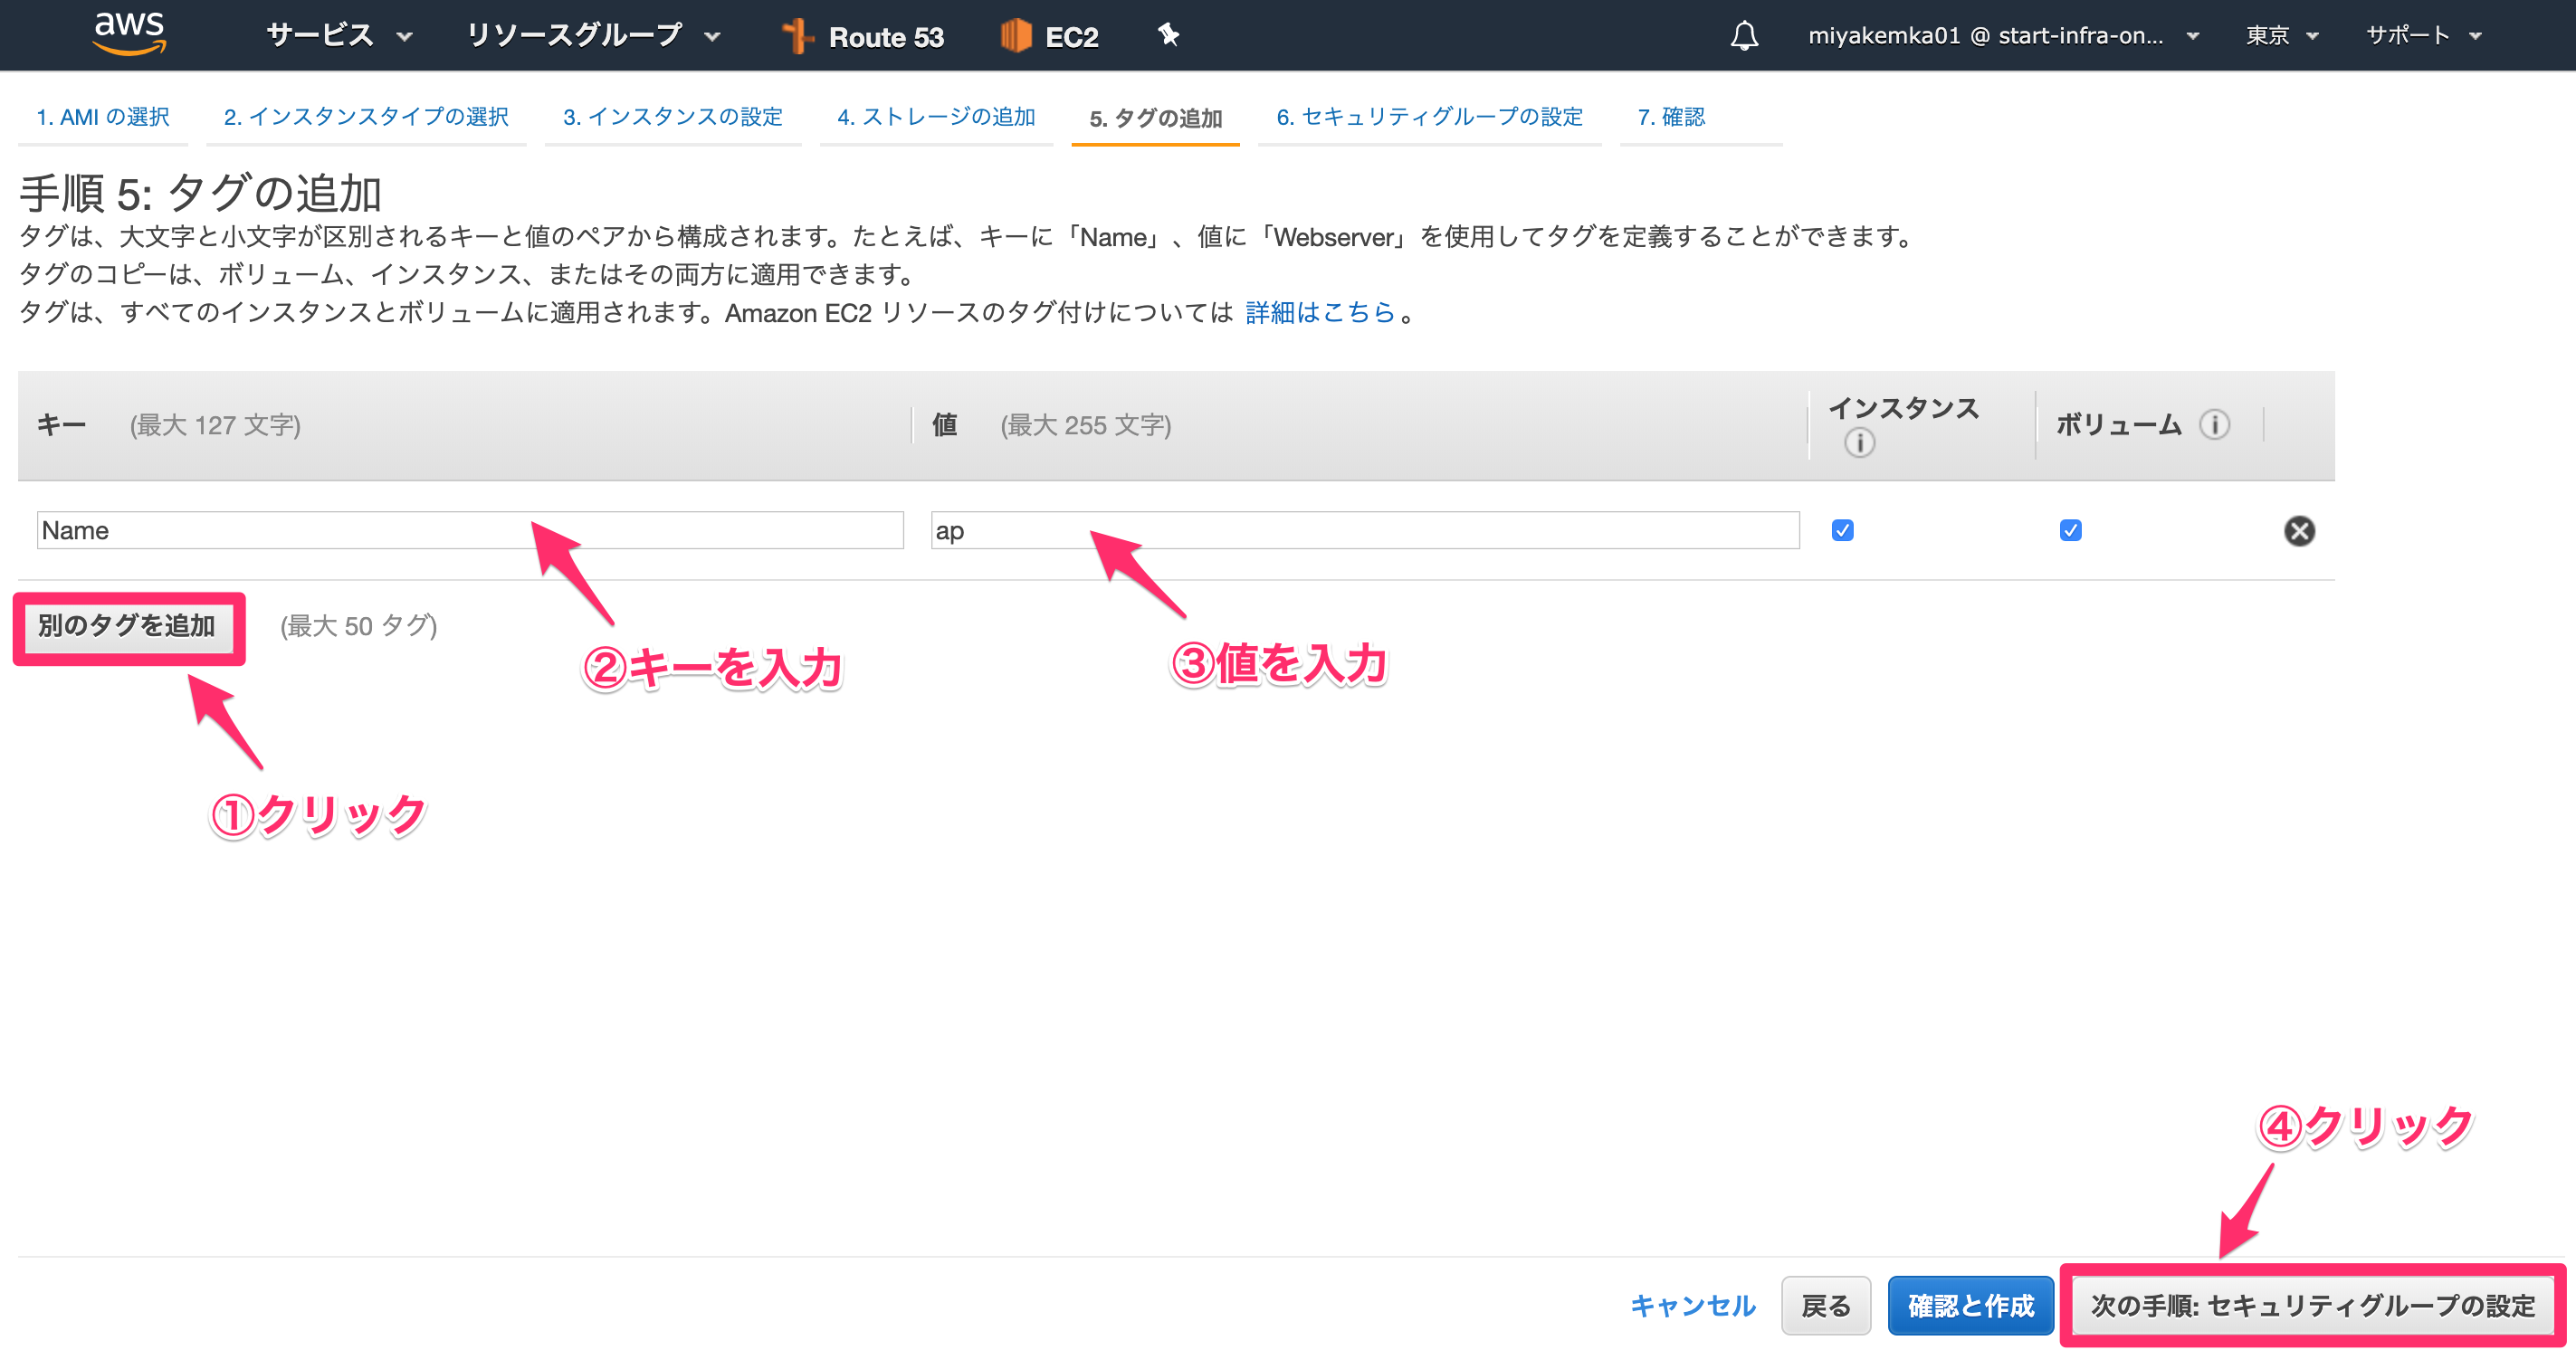 aws サービス リソースグループ Route 53 EC2 miyakemka01 @ start-infra-on... 東京 サポート
1. AMI の選択 2. インスタンスタイプの選択 3. インスタンスの設定 4. ストレージの追加 5. タグの追加 6. セキュリティグループの設定 7. 確認
手順 5: タグの追加
タグは、大文字と小文字が区別されるキーと値のペアから構成されます。たとえば、キーに「Name」、値に「Webserver」を使用してタグを定義することができます。
タグのコピーは、ボリューム、インスタンス、またはその両方に適用できます。
タグは、すべてのインスタンスとボリュームに適用されます。Amazon EC2 リソースのタグ付けについては 詳細はこちら 。
キー (最大 127 文字) 値 (最大 255 文字) インスタンス ボリューム
Name ap
別のタグを追加 (最大 50 タグ)
②キーを入力 ③値を入力
①クリック
④クリック
キャンセル 戻る 確認と作成 次の手順: セキュリティグループの設定